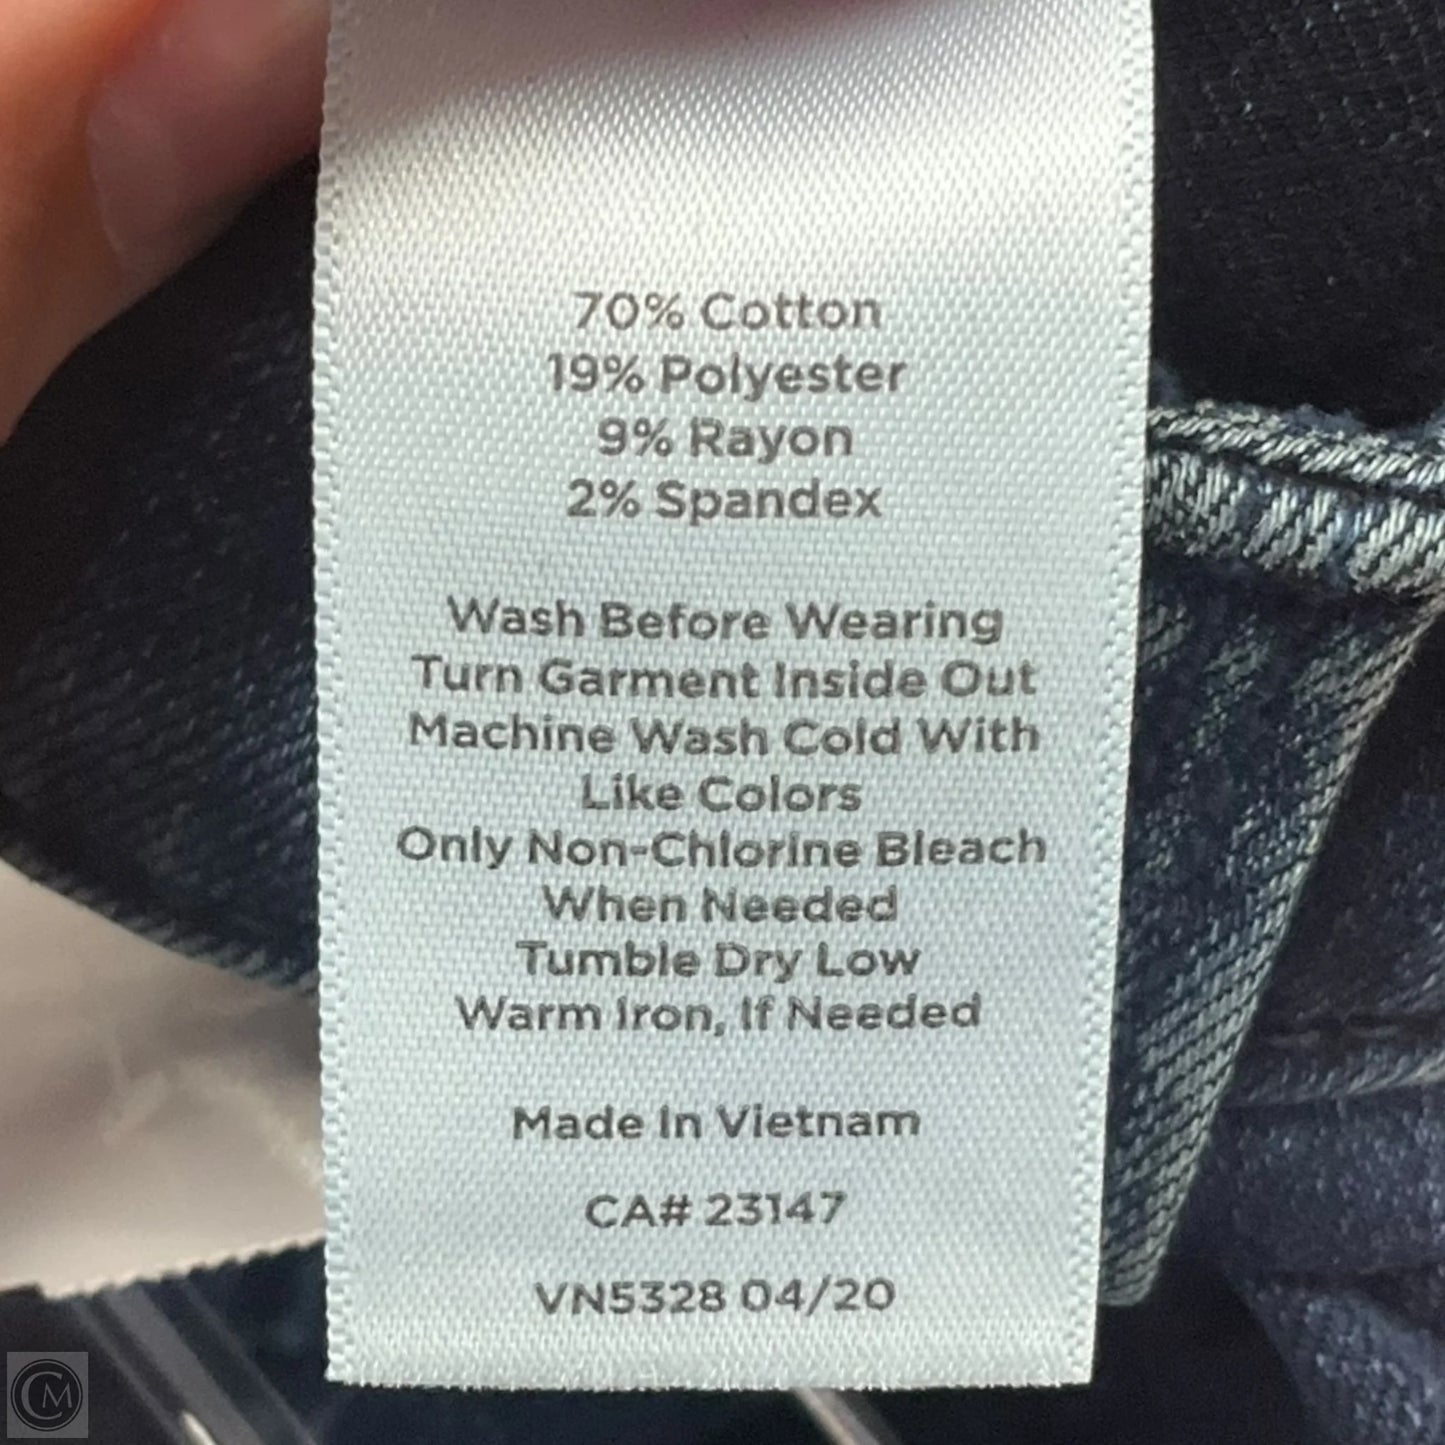 70% Cotton
19% Polyester
9% Rayon
2% Spandex
Wash Before Wearing
Turn Garment Inside Out
Machine Wash Cold With
Like Colors
Only Non-Chlorine Bleach
When Needed
Tumble Dry Low
Warm Iron, If Needed
Made In Vietnam
CA# 23147
VN5328 04/20
CM